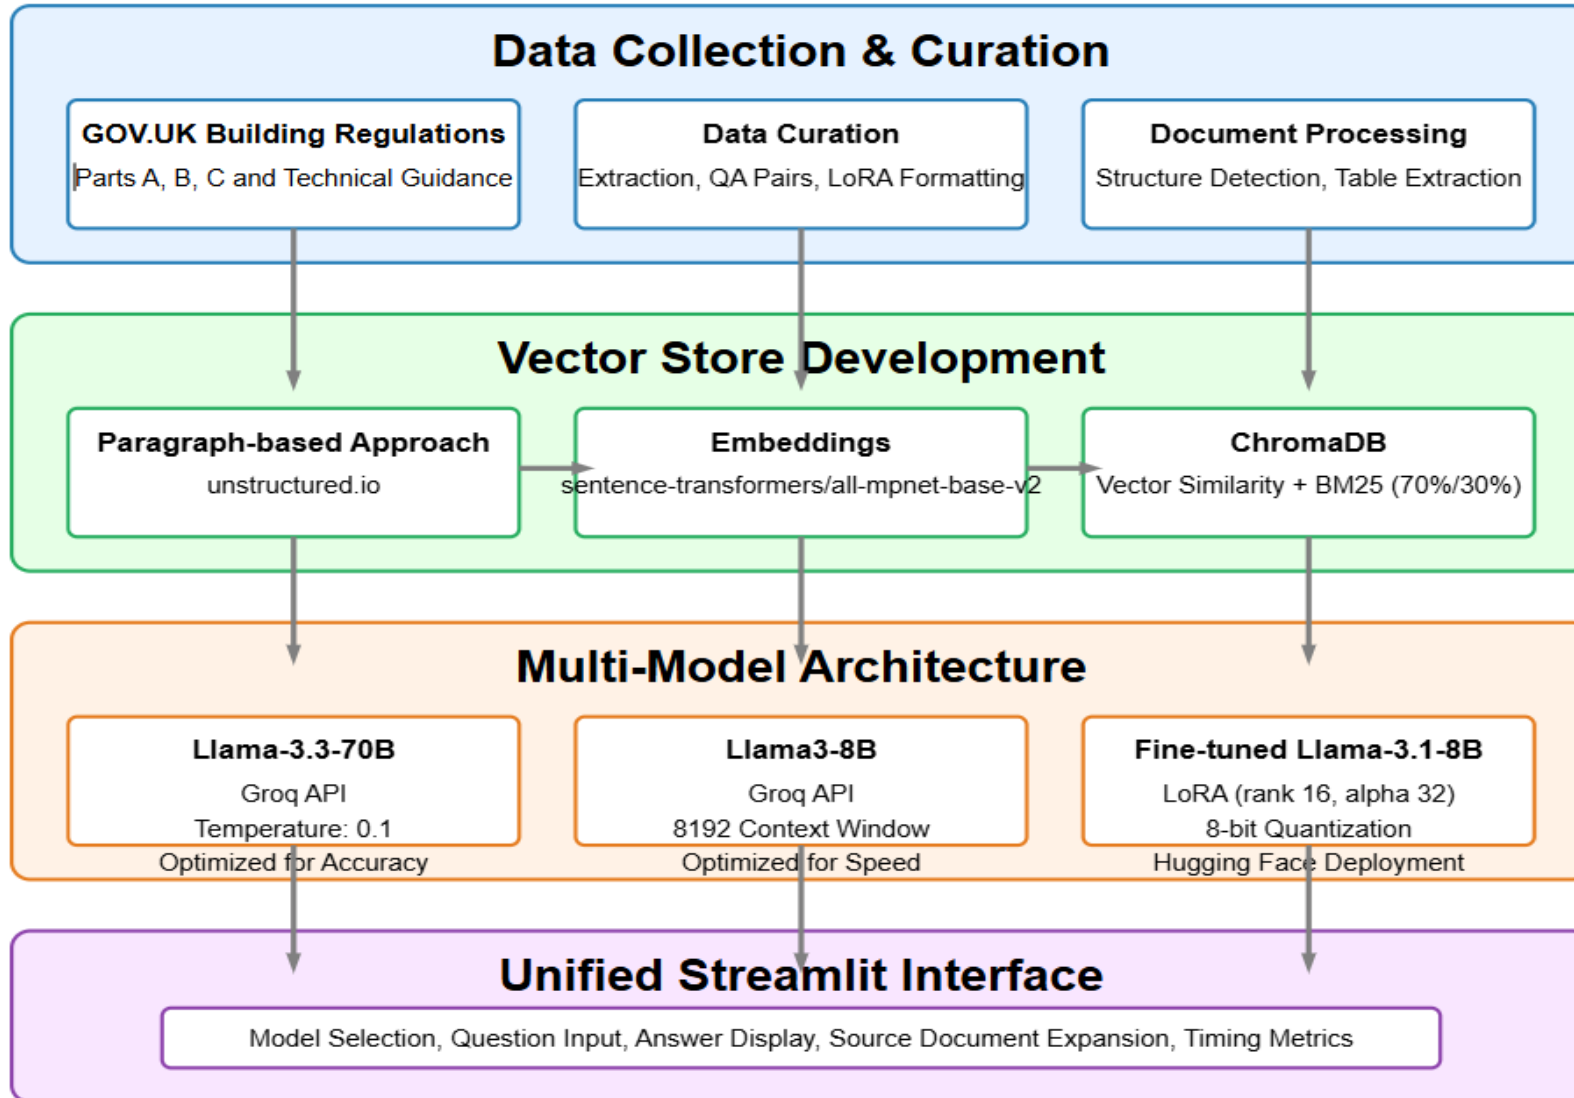 Data Collection & Curation
GOV.UK Building Regulations
Parts A, B, C and Technical Guidance
Data Curation
Extraction, QA Pairs, LoRA Formatting
Document Processing
Structure Detection, Table Extraction
Vector Store Development
Paragraph-based Approach
unstructured.io
Embeddings
sentence-transformers/all-mpnet-base-v2
ChromaDB
Vector Similarity + BM25 (70%/30%)
Multi-Model Architecture
Llama-3.3-70B
Groq API
Temperature: 0.1
Optimized for Accuracy
Llama3-8B
Groq API
8192 Context Window
Optimized for Speed
Fine-tuned Llama-3.1-8B
LoRA (rank 16, alpha 32)
8-bit Quantization
Hugging Face Deployment
Unified Streamlit Interface
Model Selection, Question Input, Answer Display, Source Document Expansion, Timing Metrics